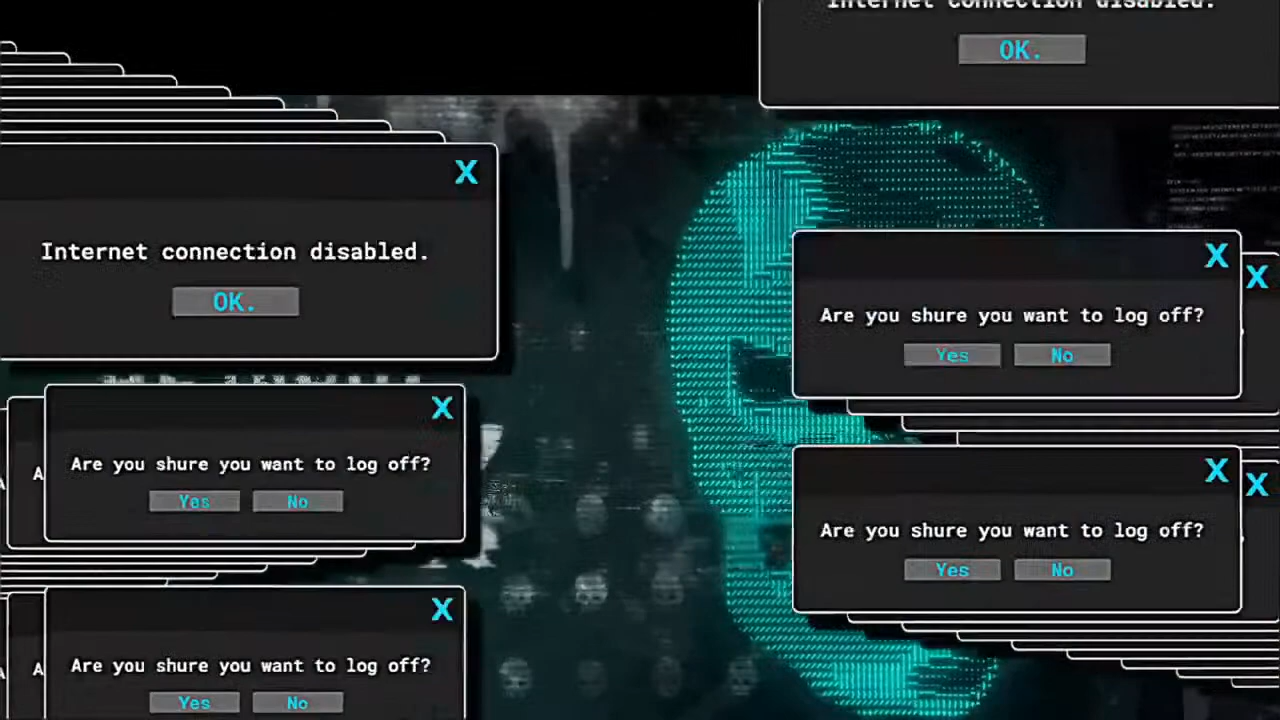 Internet connection disabled.
OK.
X
Internet connection disabled.
OK.
X
X
Are you shure you want to log off?
Yes No
X
Are you shure you want to log off?
Yes No
A
A
X
X
Are you shure you want to log off?
Yes No
X
Are you shure you want to log off?
Yes No
A
A